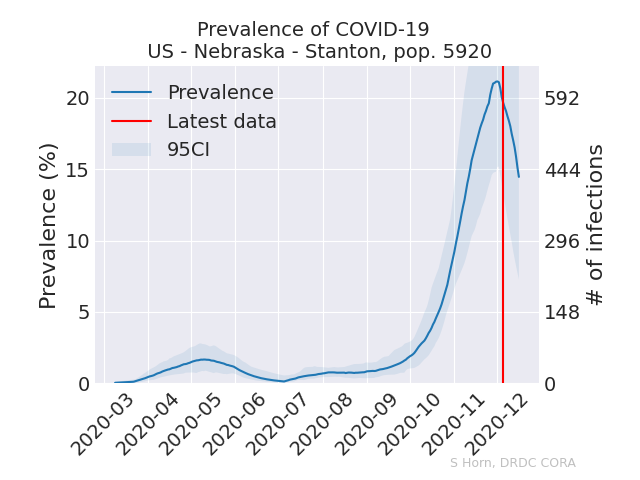 Prevalence of COVID-19
US - Nebraska - Stanton, pop. 5920
Prevalence
Latest data
95CI
Prevalence (%)
20
15
10
5
0
592
444
296
148
0
# of infections
2020-03
2020-04
2020-05
2020-06
2020-07
2020-08
2020-09
2020-10
2020-11
2020-12
S Horn, DRDC CORA